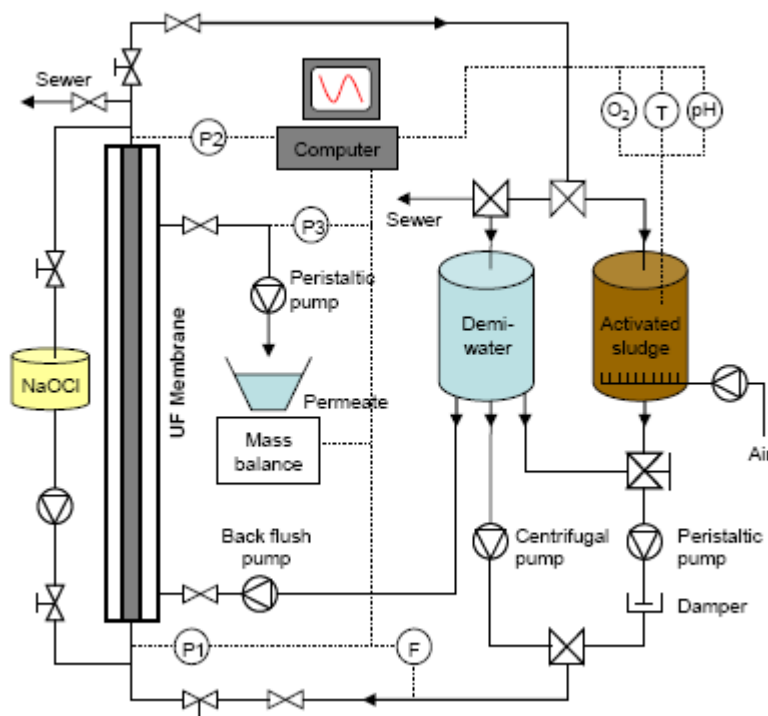 Sewer
P2
Computer
O2
T
pH
Sewer
P3
Peristaltic
pump
Demi-
water
Activated
sludge
NaOCl
UF Membrane
Permeate
Mass
balance
Air
Back flush
pump
Centrifugal
pump
Peristaltic
pump
Damper
P1
F